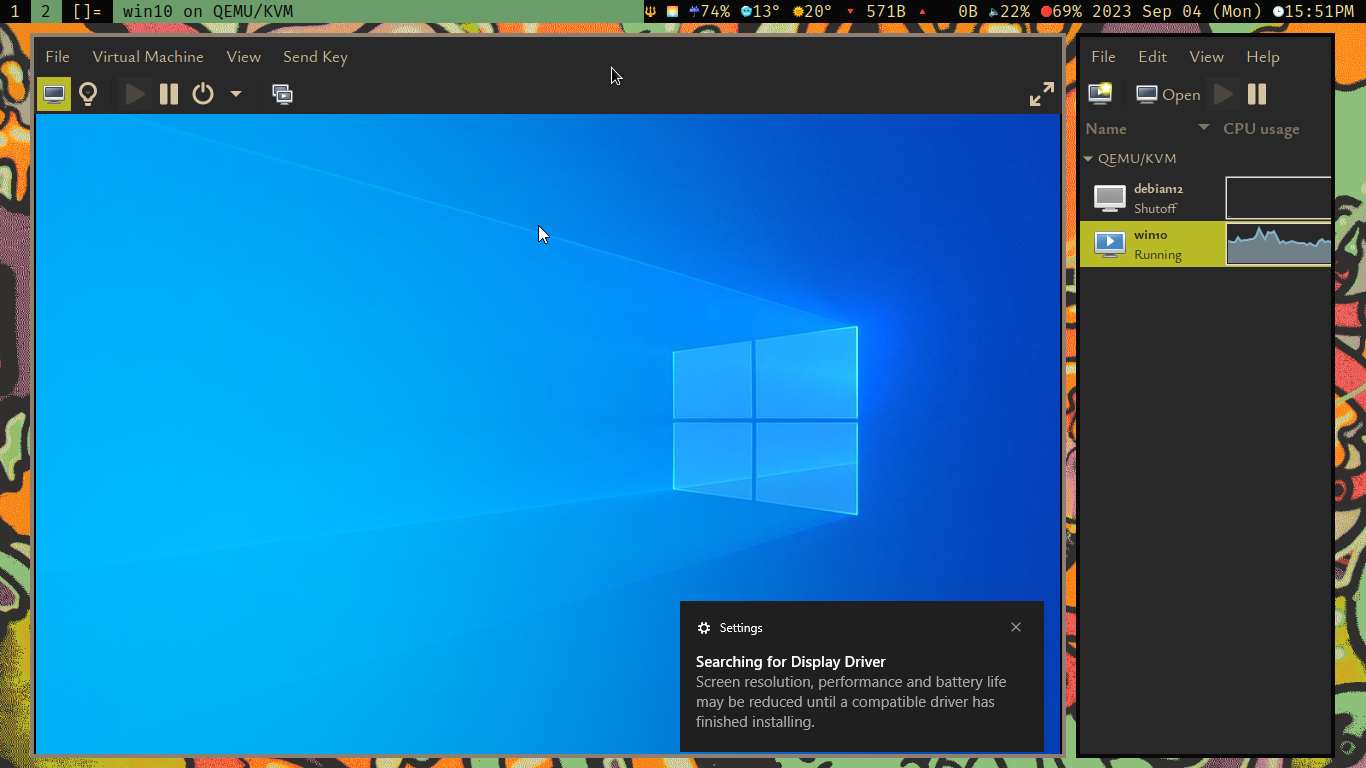 1 2 []= win10 on QEMU/KVM 74% 13° 20° 571B 0B 22% 69% 2023 Sep 04 (Mon) 15:51PM
File Virtual Machine View Send Key
File Edit View Help
Open
Name CPU usage
QEMU/KVM
debian12
Shutoff
win10
Running
Settings
Searching for Display Driver
Screen resolution, performance and battery life
may be reduced until a compatible driver has
finished installing.